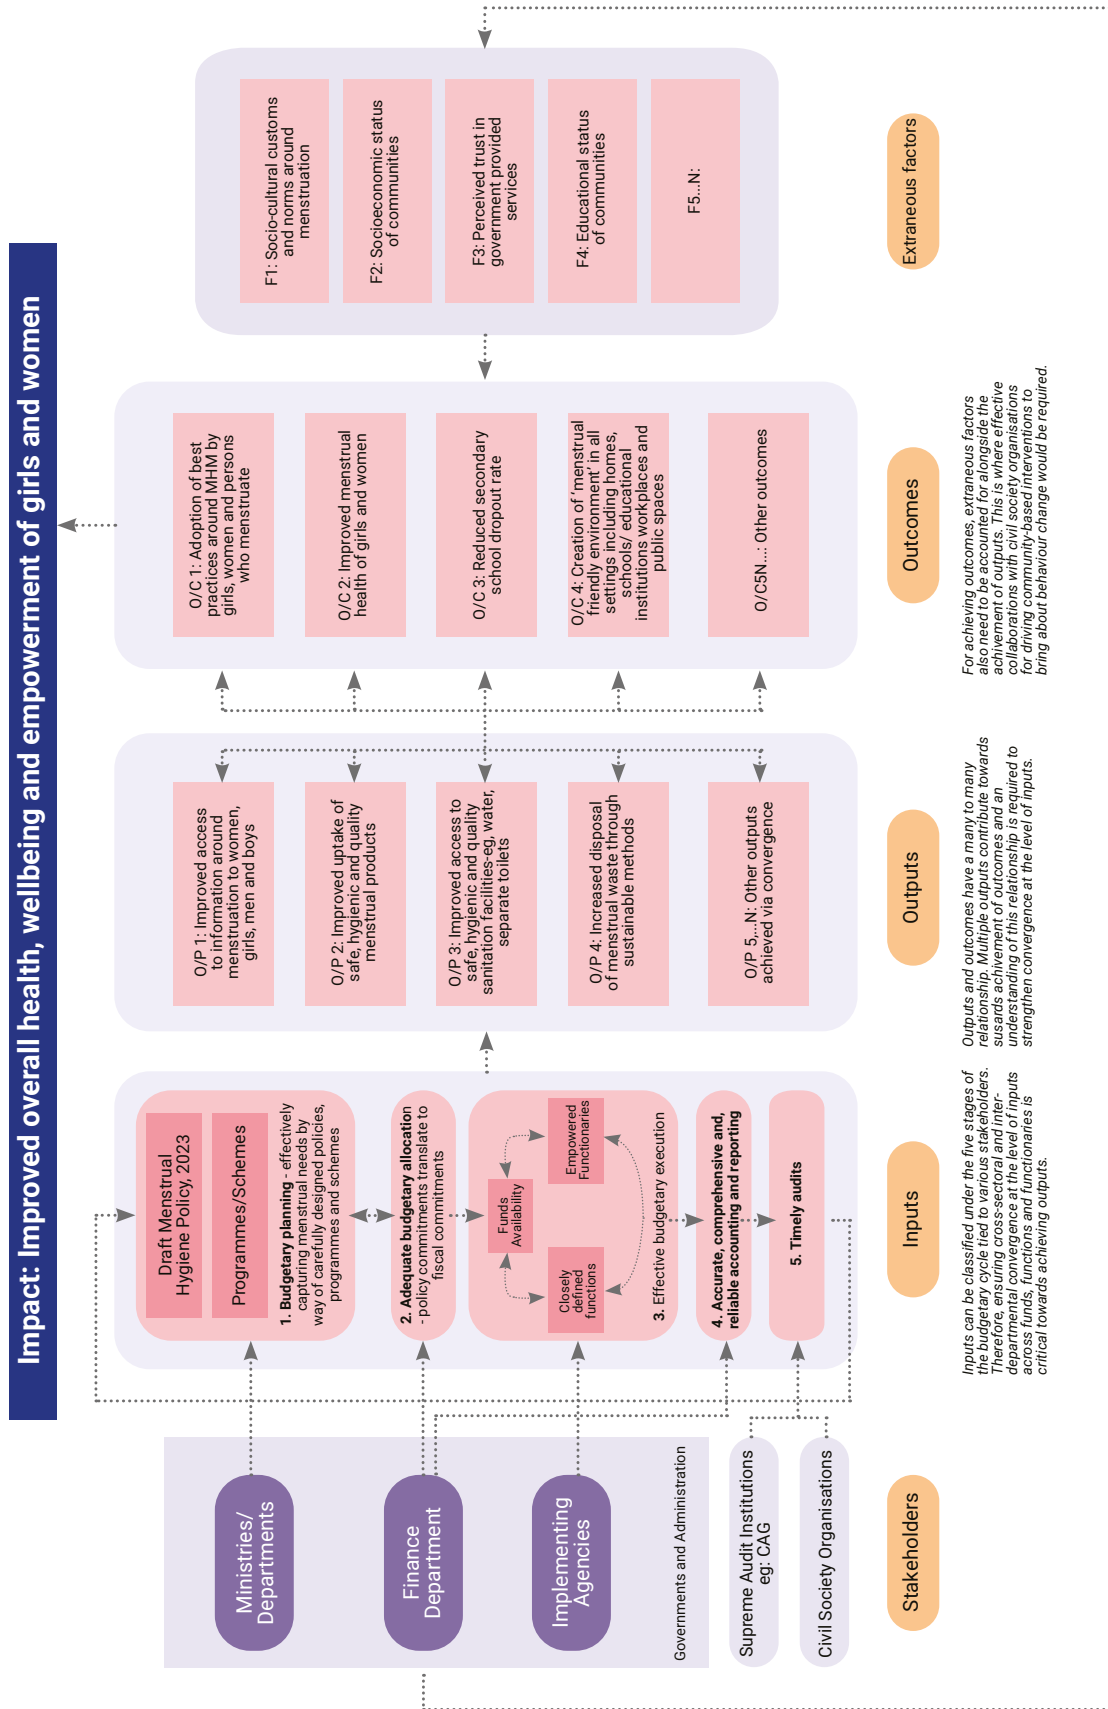 Impact: Improved overall health, wellbeing and empowerment of girls and women
Ministries/
Departments
Finance
Department
Implementing
Agencies
Governments and Administration
Supreme Audit Institutions
eg: CAG
Civil Society Organisations
Stakeholders
Draft Menstrual
Hygiene Policy, 2023
Programmes/Schemes
1. Budgetary planning - effectively
capturing menstrual needs by
way of carefully designed policies,
programmes and schemes
2. Adequate budgetary allocation
- policy commitments translate to
fiscal commitments
Funds
Availability
Closely
defined
functions
Empowered
Functionaries
3. Effective budgetary execution
4. Accurate, comprehensive and,
reliable accounting and reporting
5. Timely audits
Inputs
Inputs can be classified under the five stages of
the budgetary cycle tied to various stakeholders.
Therefore, ensuring cross-sectoral and inter-
departmental convergence at the level of inputs
across funds, functions and functionaries is
critical towards achieving outputs.
O/P 1: Improved access
to information around
menstruation to women,
girls, men and boys
O/P 2: Improved uptake of
safe, hygienic and quality
menstrual products
O/P 3: Improved access to
safe, hygienic and quality
sanitation facilities-eg, water,
separate toilets
O/P 4: Increased disposal
of menstrual waste through
sustainable methods
O/P 5,..N: Other outputs
achieved via convergence
Outputs
Outputs and outcomes have a many to many
relationship. Multiple outputs contribute towards
susards achivement of outcomes and an
understanding of this relationship is required to
strengthen convergence at the level of inputs.
O/C 1: Adoption of best
practices around MHM by
girls, women and persons
who menstruate
O/C 2: Improved menstrual
health of girls and women
O/C 3: Reduced secondary
school dropout rate
O/C 4: Creation of ‘menstrual
friendly environment’ in all
settings including homes,
schools/ educational
institutions workplaces and
public spaces
O/C5N...: Other outcomes
Outcomes
For achieving outcomes, extraneous factors
also need to be accounted for alongside the
achivement of outputs. This is where effective
collaborations with civil society organisations
for driving community-based interventions to
bring about behaviour change would be required.
F1: Socio-cultural customs
and norms around
menstruation
F2: Socioeconomic status
of communities
F3: Perceived trust in
government provided
services
F4: Educational status
of communities
F5...N:
Extraneous factors